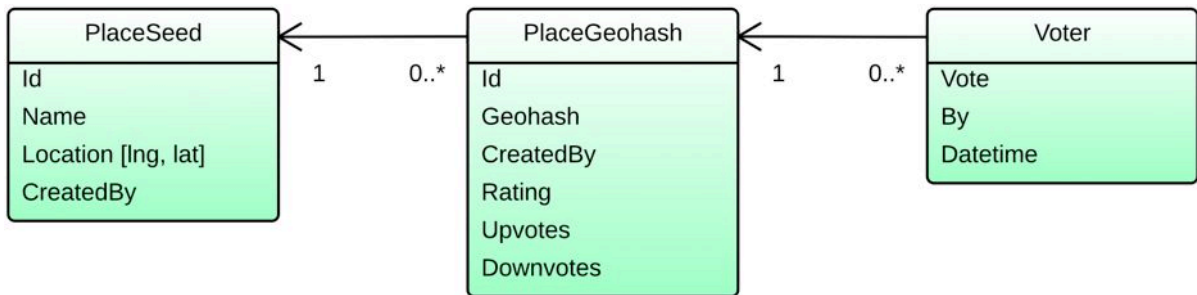 PlaceSeed
Id
Name
Location [lng, lat]
CreatedBy
1
0..*
PlaceGeohash
Id
Geohash
CreatedBy
Rating
Upvotes
Downvotes
1
0..*
Voter
Vote
By
Datetime